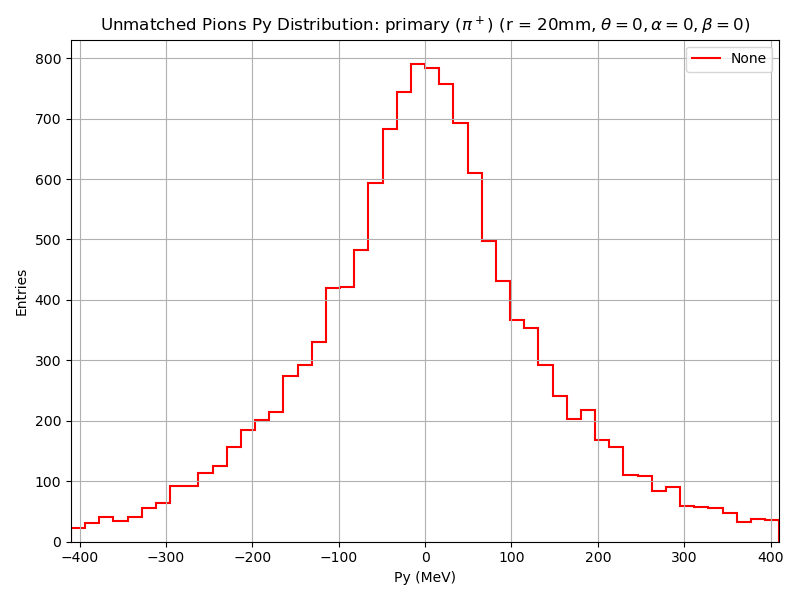 Unmatched Pions Py Distribution: primary (π⁺) (r = 20mm, θ = 0, α = 0, β = 0)
None
800
700
600
500
400
300
200
100
0
Entries
−400 −300 −200 −100 0 100 200 300 400
Py (MeV)